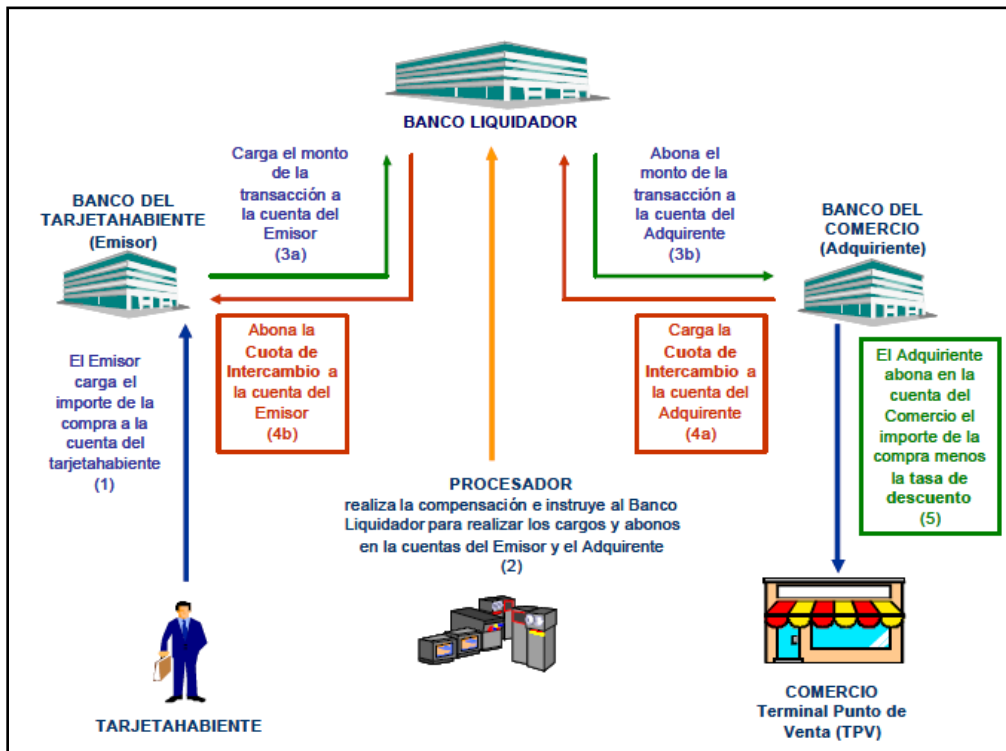 BANCO LIQUIDADOR
Carga el monto
de la
transacción a
la cuenta del
Emisor
(3a)
Abona el
monto de la
transacción a
la cuenta del
Adquirente
(3b)
BANCO DEL
TARJETAHABIENTE
(Emisor)
BANCO DEL
COMERCIO
(Adquiriente)
El Emisor
carga el
importe de la
compra a la
cuenta del
tarjetahabiente
(1)
Abona la
Cuota de
Intercambio a
la cuenta del
Emisor
(4b)
Carga la
Cuota de
Intercambio a
la cuenta del
Adquirente
(4a)
El Adquiriente
abona en la
cuenta del
Comercio el
importe de la
compra menos
la tasa de
descuento
(5)
PROCESADOR
realiza la compensación e instruye al Banco
Liquidador para realizar los cargos y abonos
en la cuentas del Emisor y el Adquirente
(2)
TARJETAHABIENTE
COMERCIO
Terminal Punto de
Venta (TPV)